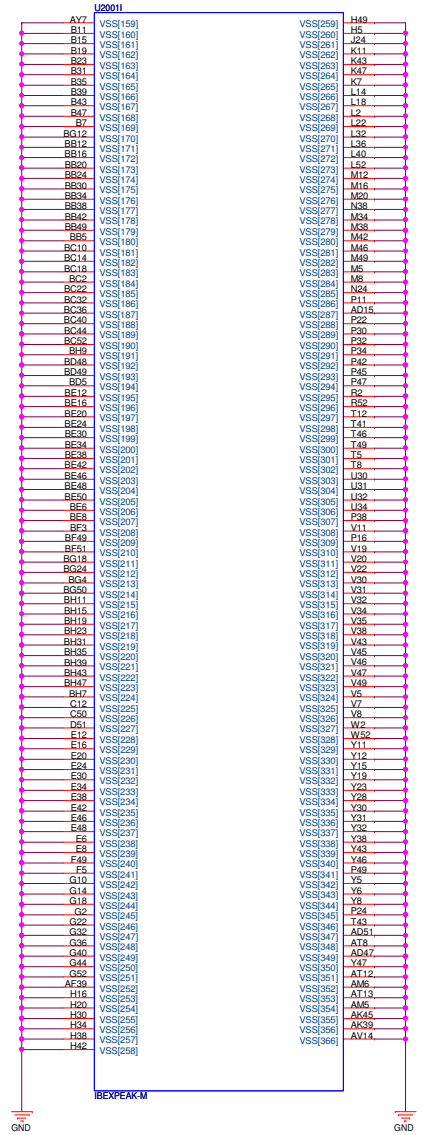 U2001I
AY7 VSS[159] VSS[259] H49
B11 VSS[160] VSS[260] H5
B15 VSS[161] VSS[261] J24
B19 VSS[162] VSS[262] K11
B23 VSS[163] VSS[263] K43
B31 VSS[164] VSS[264] K47
B35 VSS[165] VSS[265] K7
B39 VSS[166] VSS[266] L14
B43 VSS[167] VSS[267] L18
B47 VSS[168] VSS[268] L2
B7 VSS[169] VSS[269] L22
BG12 VSS[170] VSS[270] L32
BB12 VSS[171] VSS[271] L36
BB16 VSS[172] VSS[272] L40
BB20 VSS[173] VSS[273] L52
BB24 VSS[174] VSS[274] M12
BB30 VSS[175] VSS[275] M16
BB34 VSS[176] VSS[276] M20
BB38 VSS[177] VSS[277] N38
BB42 VSS[178] VSS[278] M34
BB49 VSS[179] VSS[279] M38
BB5 VSS[180] VSS[280] M42
BC10 VSS[181] VSS[281] M46
BC14 VSS[182] VSS[282] M49
BC18 VSS[183] VSS[283] M5
BC2 VSS[184] VSS[284] M8
BC22 VSS[185] VSS[285] N24
BC32 VSS[186] VSS[286] P11
BC36 VSS[187] VSS[287] AD15
BC40 VSS[188] VSS[288] P22
BC44 VSS[189] VSS[289] P30
BC52 VSS[190] VSS[290] P32
BH9 VSS[191] VSS[291] P34
BD48 VSS[192] VSS[292] P42
BD49 VSS[193] VSS[293] P45
BD5 VSS[194] VSS[294] P47
BE12 VSS[195] VSS[295] R2
BE16 VSS[196] VSS[296] R52
BE20 VSS[197] VSS[297] T12
BE24 VSS[198] VSS[298] T41
BE30 VSS[199] VSS[299] T46
BE34 VSS[200] VSS[300] T49
BE38 VSS[201] VSS[301] T5
BE42 VSS[202] VSS[302] T8
BE46 VSS[203] VSS[303] U30
BE48 VSS[204] VSS[304] U31
BE50 VSS[205] VSS[305] U32
BE6 VSS[206] VSS[306] U34
BE8 VSS[207] VSS[307] P38
BF3 VSS[208] VSS[308] V11
BF49 VSS[209] VSS[309] P16
BF51 VSS[210] VSS[310] V19
BG18 VSS[211] VSS[311] V20
BG24 VSS[212] VSS[312] V22
BG4 VSS[213] VSS[313] V30
BG50 VSS[214] VSS[314] V31
BH11 VSS[215] VSS[315] V32
BH15 VSS[216] VSS[316] V34
BH19 VSS[217] VSS[317] V35
BH23 VSS[218] VSS[318] V38
BH31 VSS[219] VSS[319] V43
BH35 VSS[220] VSS[320] V45
BH39 VSS[221] VSS[321] V46
BH43 VSS[222] VSS[322] V47
BH47 VSS[223] VSS[323] V49
BH7 VSS[224] VSS[324] V5
C12 VSS[225] VSS[325] V7
C50 VSS[226] VSS[326] V8
D51 VSS[227] VSS[327] W2
E12 VSS[228] VSS[328] W52
E16 VSS[229] VSS[329] Y11
E20 VSS[230] VSS[330] Y12
E24 VSS[231] VSS[331] Y15
E30 VSS[232] VSS[332] Y19
E34 VSS[233] VSS[333] Y23
E38 VSS[234] VSS[334] Y28
E42 VSS[235] VSS[335] Y30
E46 VSS[236] VSS[336] Y31
E48 VSS[237] VSS[337] Y32
E6 VSS[238] VSS[338] Y38
E8 VSS[239] VSS[339] Y43
F49 VSS[240] VSS[340] Y46
F5 VSS[241] VSS[341] P49
G10 VSS[242] VSS[342] Y5
G14 VSS[243] VSS[343] Y6
G18 VSS[244] VSS[344] Y8
G2 VSS[245] VSS[345] P24
G22 VSS[246] VSS[346] T43
G32 VSS[247] VSS[347] AD51
G36 VSS[248] VSS[348] AT8
G40 VSS[249] VSS[349] AD47
G44 VSS[250] VSS[350] Y47
G52 VSS[251] VSS[351] AT12
AF39 VSS[252] VSS[352] AM6
H16 VSS[253] VSS[353] AT13
H20 VSS[254] VSS[354] AM5
H30 VSS[255] VSS[355] AK45
H34 VSS[256] VSS[356] AK39
H38 VSS[257] VSS[366] AV14
H42 VSS[258]
IBEXPEAK-M
GND GND